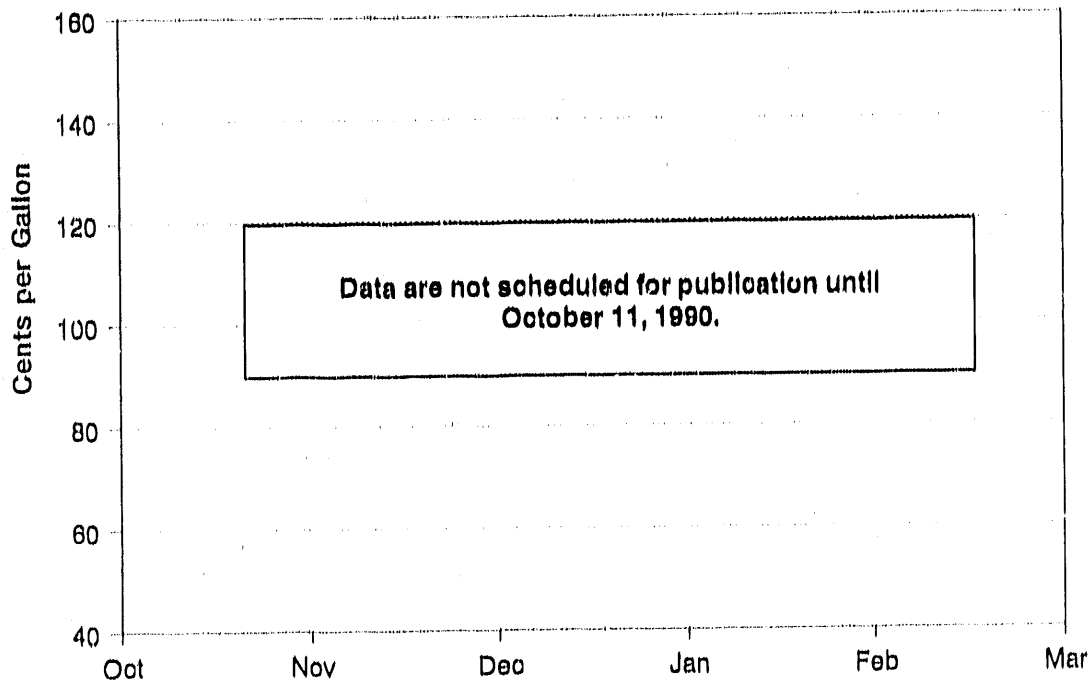 160
140
120
100
80
60
40
Cents per Gallon
Data are not scheduled for publication until
October 11, 1990.
Oct Nov Dec Jan Feb Mar